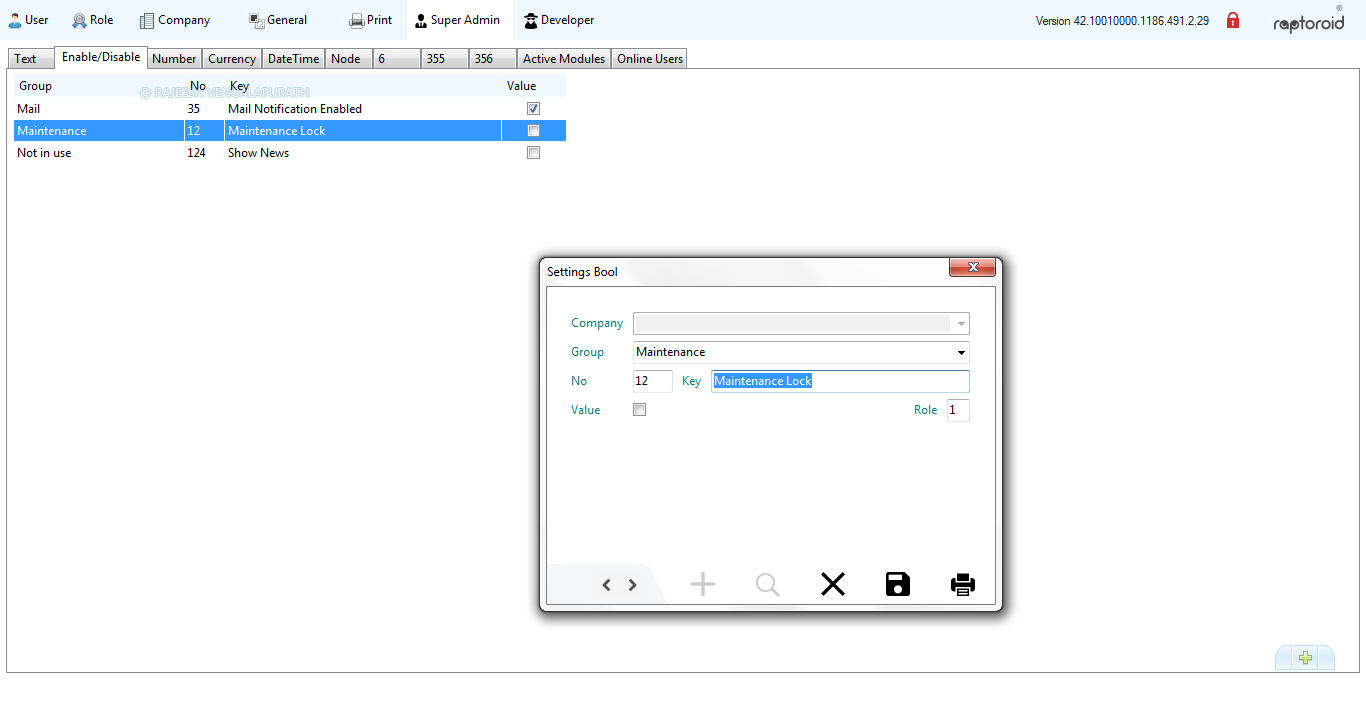 User Role Company General Print Super Admin Developer Version 42.10010000.1186.491.2.29 raptoroid ®
Text Enable/Disable Number Currency DateTime Node 6 355 356 Active Modules Online Users
Group No Key Value
© RAJEESH VENGALAPURATH
Mail 35 Mail Notification Enabled
Maintenance 12 Maintenance Lock
Not in use 124 Show News
Settings Bool
Company
Group Maintenance
No 12 Key Maintenance Lock
Value Role 1